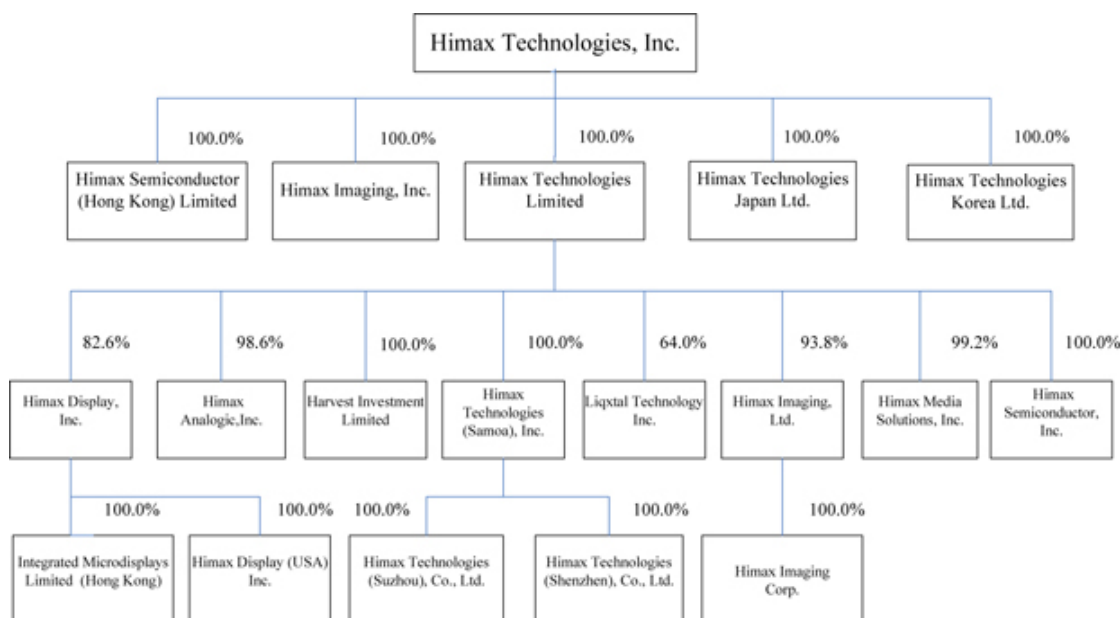 Himax Technologies, Inc.
100.0%
100.0%
100.0%
100.0%
100.0%
Himax Semiconductor
(Hong Kong) Limited
Himax Imaging, Inc.
Himax Technologies
Limited
Himax Technologies
Japan Ltd.
Himax Technologies
Korea Ltd.
82.6%
98.6%
100.0%
100.0%
64.0%
93.8%
99.2%
100.0%
Himax Display,
Inc.
Himax
Analogic,Inc.
Harvest Investment
Limited
Himax
Technologies
(Samoa), Inc.
Liqxtal Technology
Inc.
Himax Imaging,
Ltd.
Himax Media
Solutions, Inc.
Himax
Semiconductor,
Inc.
100.0%
100.0%
100.0%
100.0%
100.0%
Integrated Microdisplays
Limited (Hong Kong)
Himax Display (USA)
Inc.
Himax Technologies
(Suzhou), Co., Ltd.
Himax Technologies
(Shenzhen), Co., Ltd.
Himax Imaging
Corp.